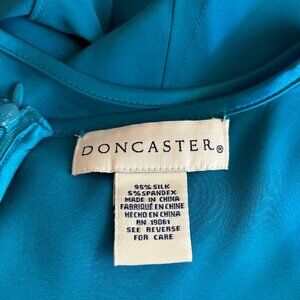 DONCASTER®
95% SILK
5% SPANDEX
MADE IN CHINA
FABRIQUÉ EN CHINE
HECHO EN CHINA
RN 19061
SEE REVERSE
FOR CARE